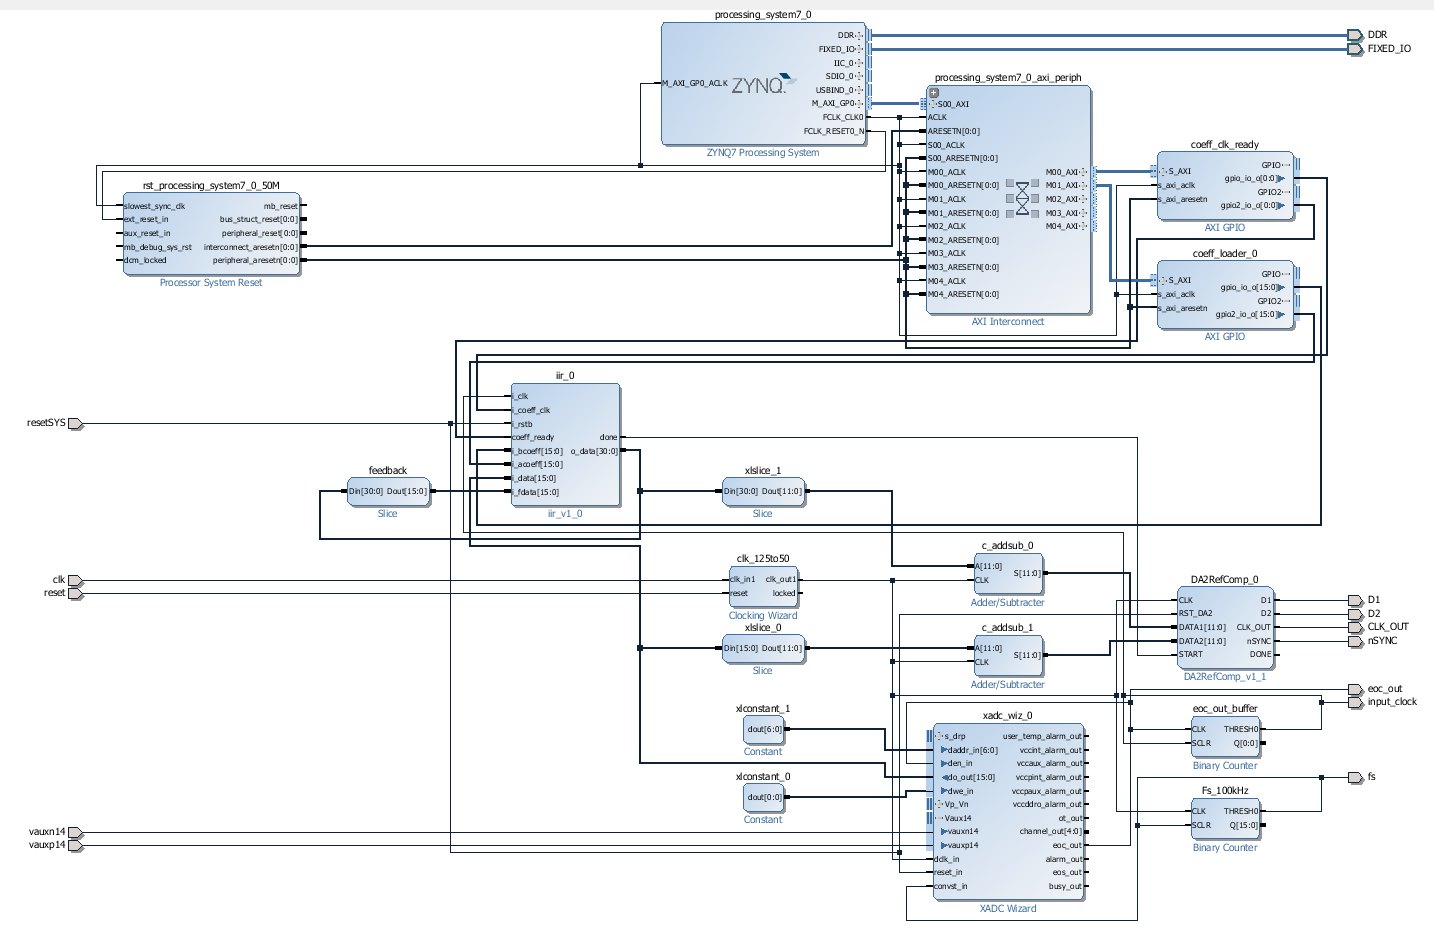 processing_system7_0
DDR
FIXED_IO
IIC_0
SDIO_0
USBIND_0
M_AXI_GP0
FCLK_CLK0
FCLK_RESET0_N
M_AXI_GP0_ACLK
ZYNQ
ZYNQ7 Processing System
DDR
FIXED_IO
processing_system7_0_axi_periph
S00_AXI
ACLK
ARESETN[0:0]
S00_ACLK
S00_ARESETN[0:0]
M00_ACLK
M00_ARESETN[0:0]
M01_ACLK
M01_ARESETN[0:0]
M02_ACLK
M02_ARESETN[0:0]
M03_ACLK
M03_ARESETN[0:0]
M04_ACLK
M04_ARESETN[0:0]
M00_AXI
M01_AXI
M02_AXI
M03_AXI
M04_AXI
AXI Interconnect
coeff_clk_ready
S_AXI
s_axi_aclk
s_axi_aresetn
GPIO
gpio_io_o[0:0]
GPIO2
gpio2_io_o[0:0]
AXI GPIO
coeff_loader_0
S_AXI
s_axi_aclk
s_axi_aresetn
GPIO
gpio_io_o[15:0]
GPIO2
gpio2_io_o[15:0]
AXI GPIO
rst_processing_system7_0_50M
slowest_sync_clk
ext_reset_in
aux_reset_in
mb_debug_sys_rst
dcm_locked
mb_reset
bus_struct_reset[0:0]
peripheral_reset[0:0]
interconnect_aresetn[0:0]
peripheral_aresetn[0:0]
Processor System Reset
iir_0
i_clk
i_coeff_clk
i_rstb
coeff_ready
i_bcoeff[15:0]
i_acoeff[15:0]
i_data[15:0]
i_fdata[15:0]
done
o_data[30:0]
iir_v1_0
resetSYS
feedback
Din[30:0] Dout[15:0]
Slice
xlslice_1
Din[30:0] Dout[11:0]
Slice
c_addsub_0
A[11:0]
CLK
S[11:0]
Adder/Subtracter
clk
reset
clk_125to50
clk_in1
reset
clk_out1
locked
Clocking Wizard
xlslice_0
Din[15:0] Dout[11:0]
Slice
c_addsub_1
A[11:0]
CLK
S[11:0]
Adder/Subtracter
DA2RefComp_0
CLK
RST_DA2
DATA1[11:0]
DATA2[11:0]
START
D1
D2
CLK_OUT
nSYNC
DONE
DA2RefComp_v1_1
D1
D2
CLK_OUT
nSYNC
eoc_out
input_clock
fs
xlconstant_1
dout[6:0]
Constant
xlconstant_0
dout[0:0]
Constant
xadc_wiz_0
s_drp
daddr_in[6:0]
den_in
do_out[15:0]
dwe_in
Vp_Vn
Vaux14
vauxn14
vauxp14
dclk_in
reset_in
convst_in
user_temp_alarm_out
vccint_alarm_out
vccaux_alarm_out
vccpint_alarm_out
vccpaux_alarm_out
vccddro_alarm_out
ot_out
channel_out[4:0]
eoc_out
alarm_out
eos_out
busy_out
XADC Wizard
eoc_out_buffer
CLK
SCLR
THRESH0
Q[0:0]
Binary Counter
Fs_100kHz
CLK
SCLR
THRESH0
Q[15:0]
Binary Counter
vauxn14
vauxp14